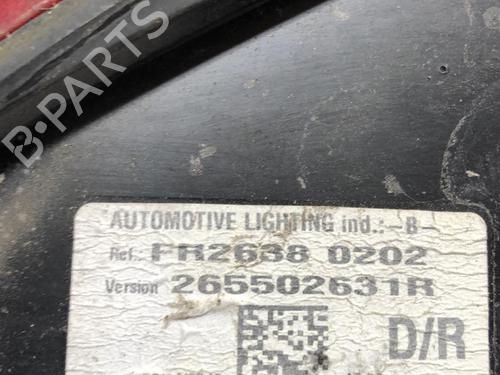 B-PARTS
AUTOMOTIVE LIGHTING ind.:-B-
Ref.: FR2638 0202
Version 265502631R
D/R